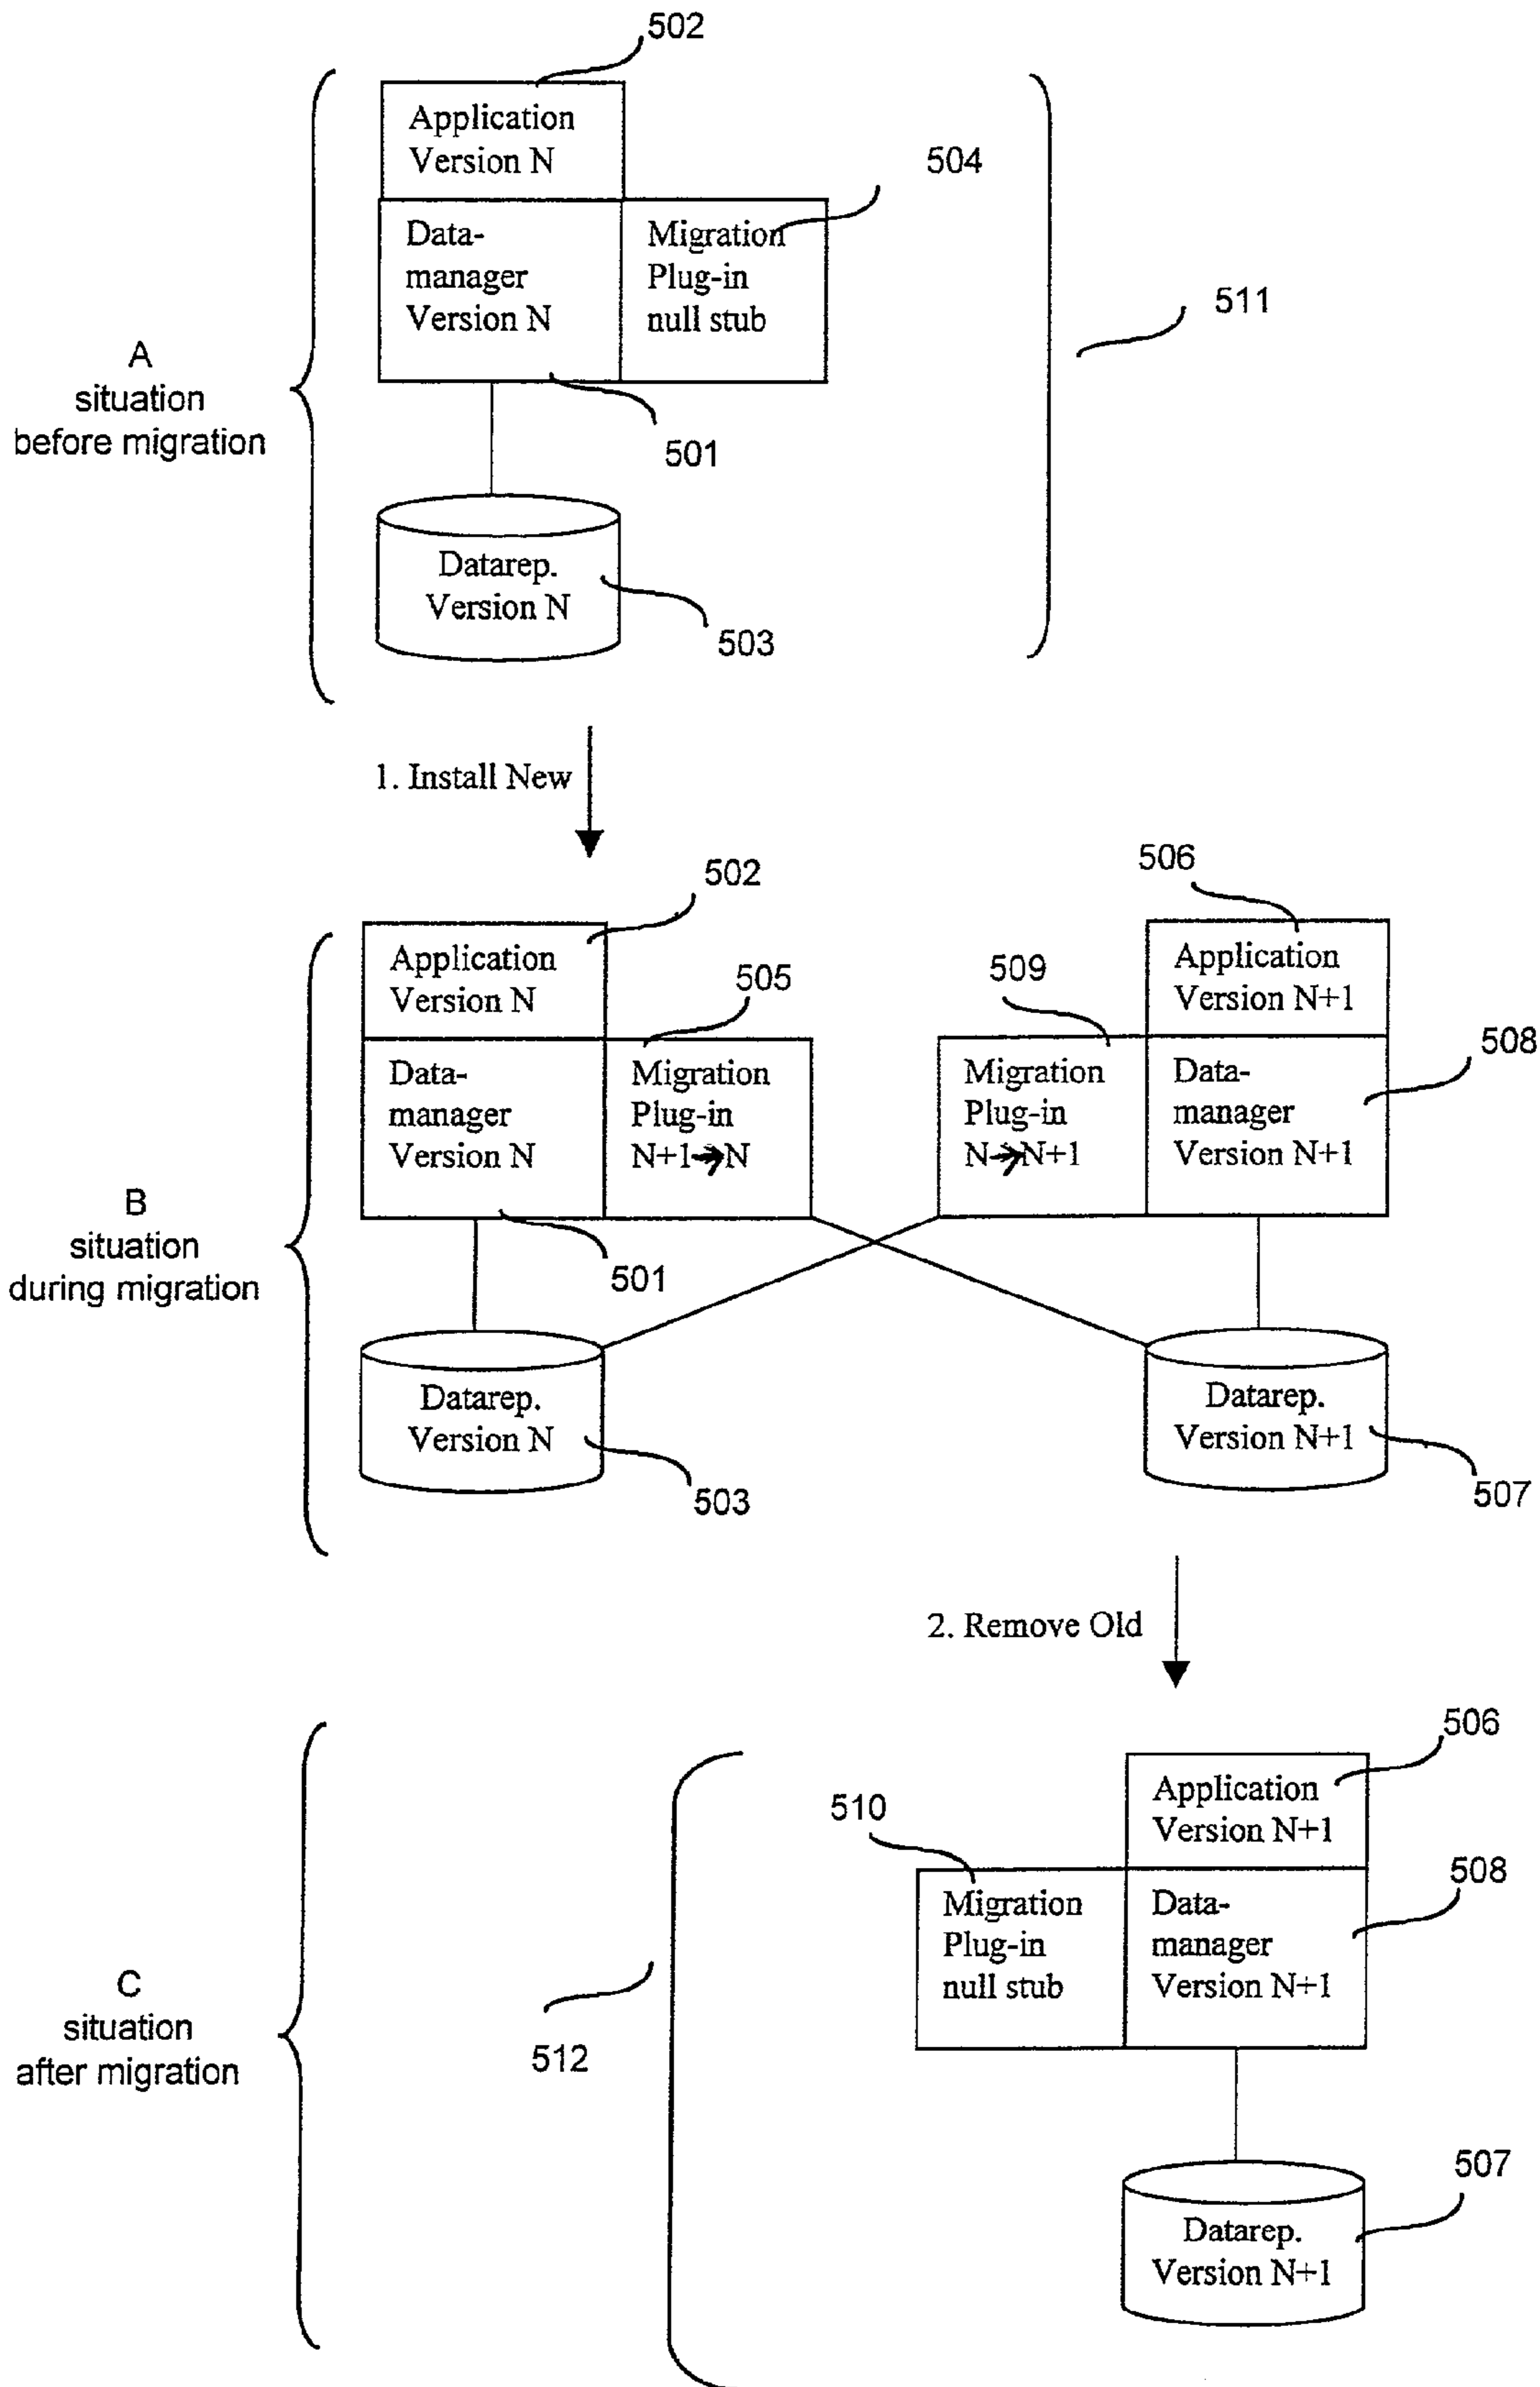 502
Application
Version N
504
Data-
manager
Version N
Migration
Plug-in
null stub
511
A
situation
before migration
501
Datarep.
Version N
503
1. Install New
502
506
Application
Version N
505
509
Application
Version N+1
508
Data-
manager
Version N
Migration
Plug-in
N+1→N
Migration
Plug-in
N→N+1
Data-
manager
Version N+1
B
situation
during migration
501
Datarep.
Version N
Datarep.
Version N+1
503
507
2. Remove Old
506
Application
Version N+1
510
508
Migration
Plug-in
null stub
Data-
manager
Version N+1
C
situation
after migration
512
507
Datarep.
Version N+1